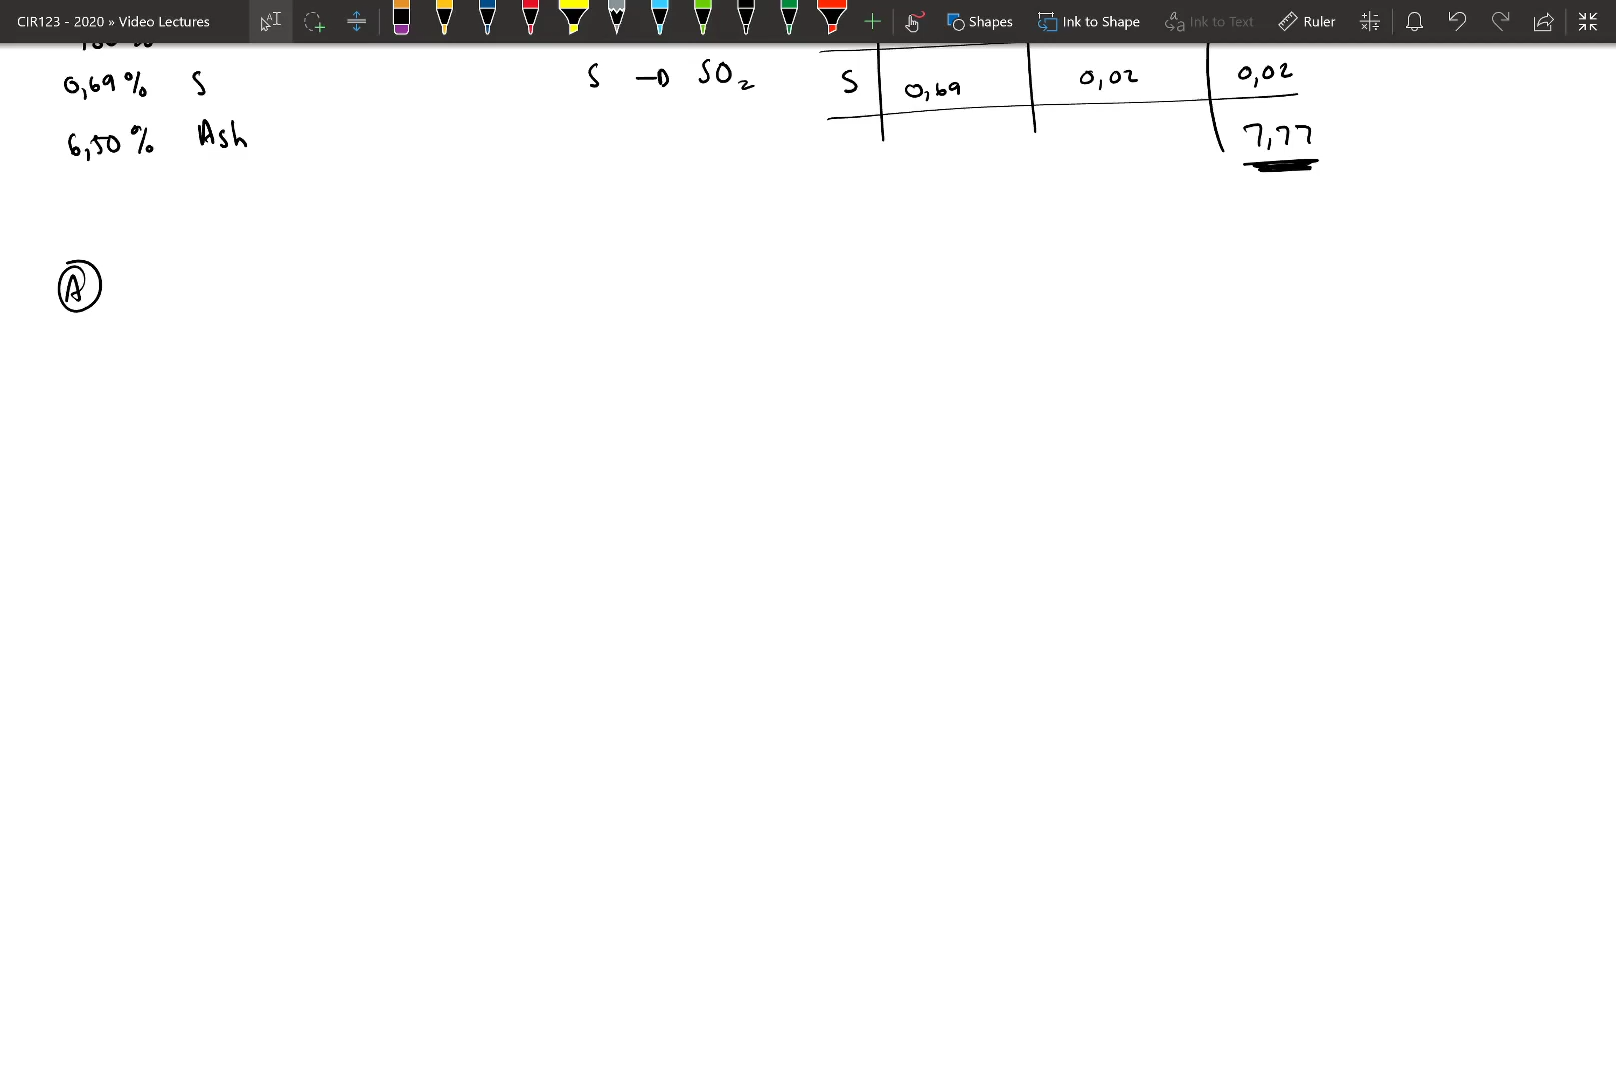 CIR123 - 2020 » Video Lectures
Shapes
Ink to Shape
Ink to Text
Ruler
0,69 % S
S → SO2
S 0,69 0,02 0,02
6,50 % Ash
7,77
A